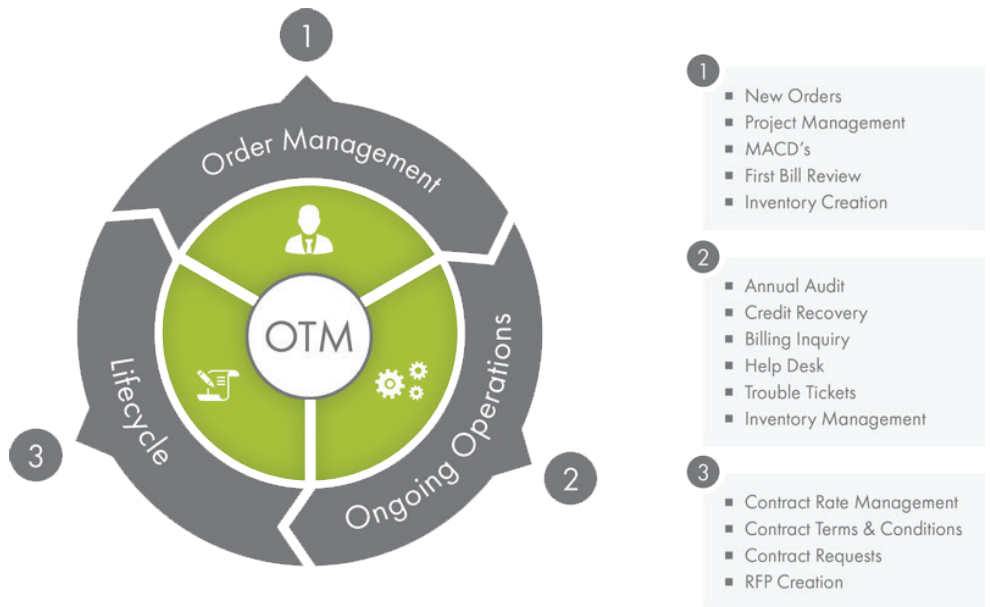 1
Order Management
OTM
Lifecycle
Ongoing Operations
3
2
1
▪ New Orders
▪ Project Management
▪ MACD's
▪ First Bill Review
▪ Inventory Creation
2
▪ Annual Audit
▪ Credit Recovery
▪ Billing Inquiry
▪ Help Desk
▪ Trouble Tickets
▪ Inventory Management
3
▪ Contract Rate Management
▪ Contract Terms & Conditions
▪ Contract Requests
▪ RFP Creation